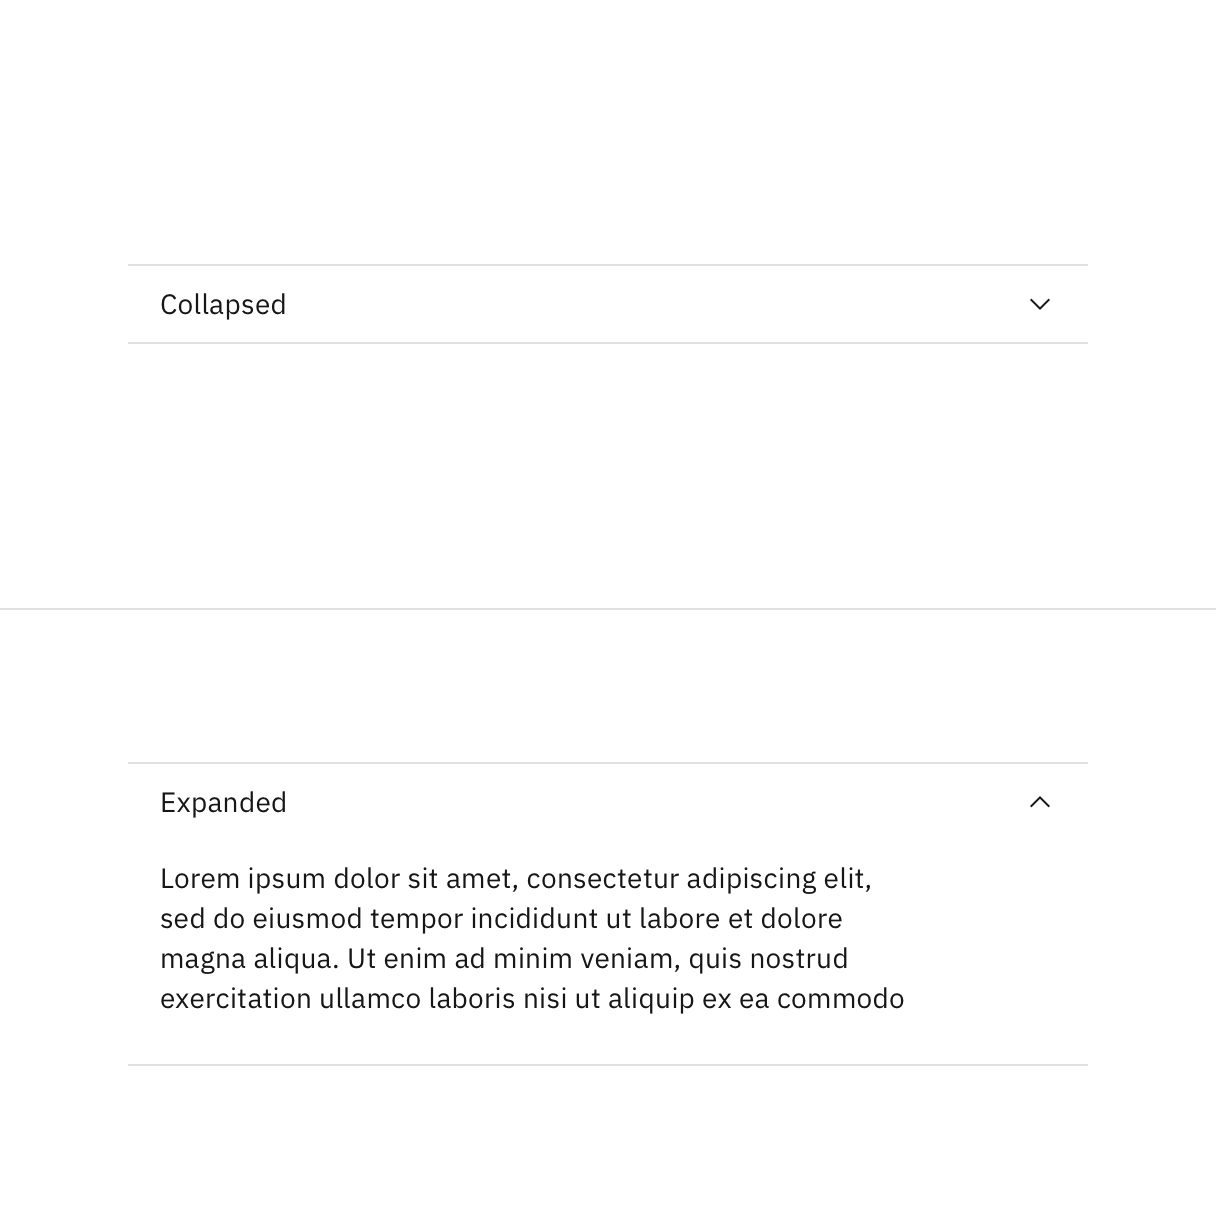 Collapsed
Expanded
Lorem ipsum dolor sit amet, consectetur adipiscing elit,
sed do eiusmod tempor incididunt ut labore et dolore
magna aliqua. Ut enim ad minim veniam, quis nostrud
exercitation ullamco laboris nisi ut aliquip ex ea commodo